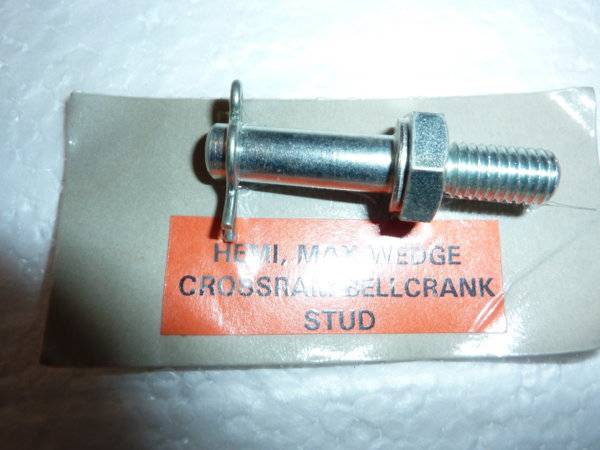 HEMI, MAX WEDGE
CROSSRAM BELLCRANK
STUD